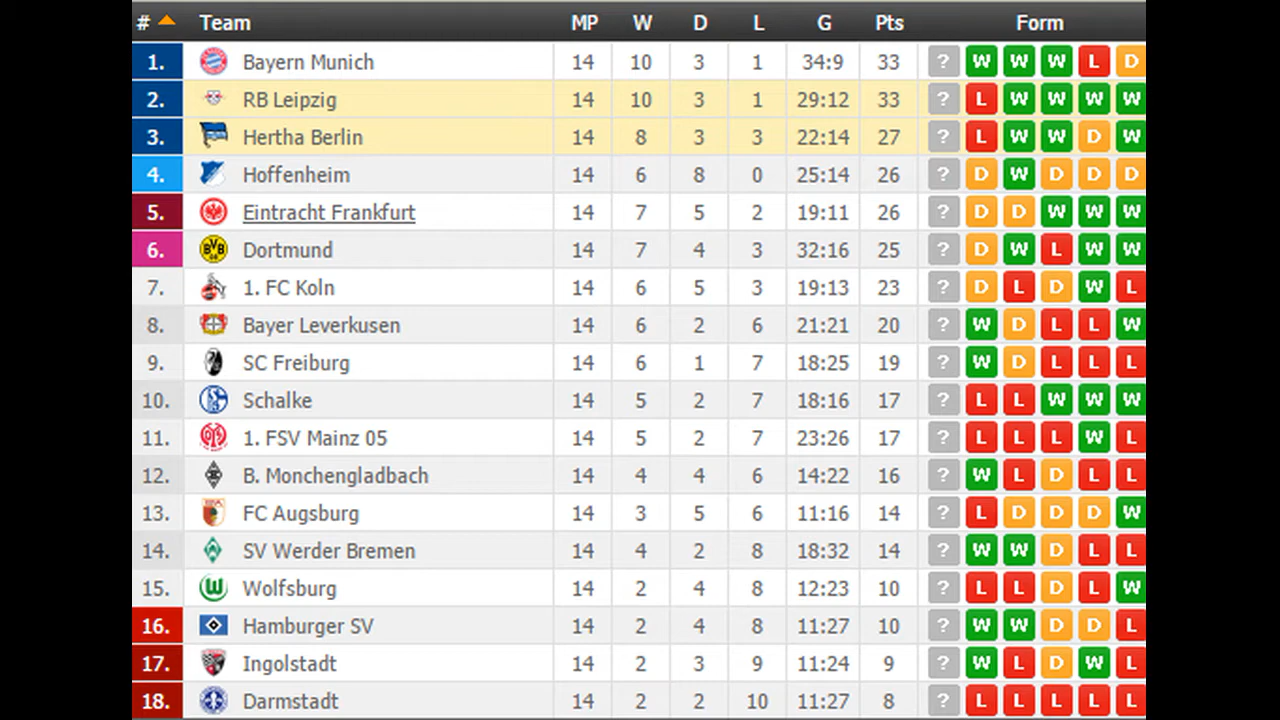 # Team MP W D L G Pts Form
1. Bayern Munich 14 10 3 1 34:9 33 ? W W W L D
2. RB Leipzig 14 10 3 1 29:12 33 ? L W W W W
3. Hertha Berlin 14 8 3 3 22:14 27 ? L W W D W
4. Hoffenheim 14 6 8 0 25:14 26 ? D W D D D
5. Eintracht Frankfurt 14 7 5 2 19:11 26 ? D D W W W
6. Dortmund 14 7 4 3 32:16 25 ? D W L W W
7. 1. FC Koln 14 6 5 3 19:13 23 ? D L D W L
8. Bayer Leverkusen 14 6 2 6 21:21 20 ? W D L L W
9. SC Freiburg 14 6 1 7 18:25 19 ? W D L L L
10. Schalke 14 5 2 7 18:16 17 ? L L W W W
11. 1. FSV Mainz 05 14 5 2 7 23:26 17 ? L L L W L
12. B. Monchengladbach 14 4 4 6 14:22 16 ? W L D L L
13. FC Augsburg 14 3 5 6 11:16 14 ? L D D D W
14. SV Werder Bremen 14 4 2 8 18:32 14 ? W W D L L
15. Wolfsburg 14 2 4 8 12:23 10 ? L L D L W
16. Hamburger SV 14 2 4 8 11:27 10 ? W W D D L
17. Ingolstadt 14 2 3 9 11:24 9 ? W L D W L
18. Darmstadt 14 2 2 10 11:27 8 ? L L L L L